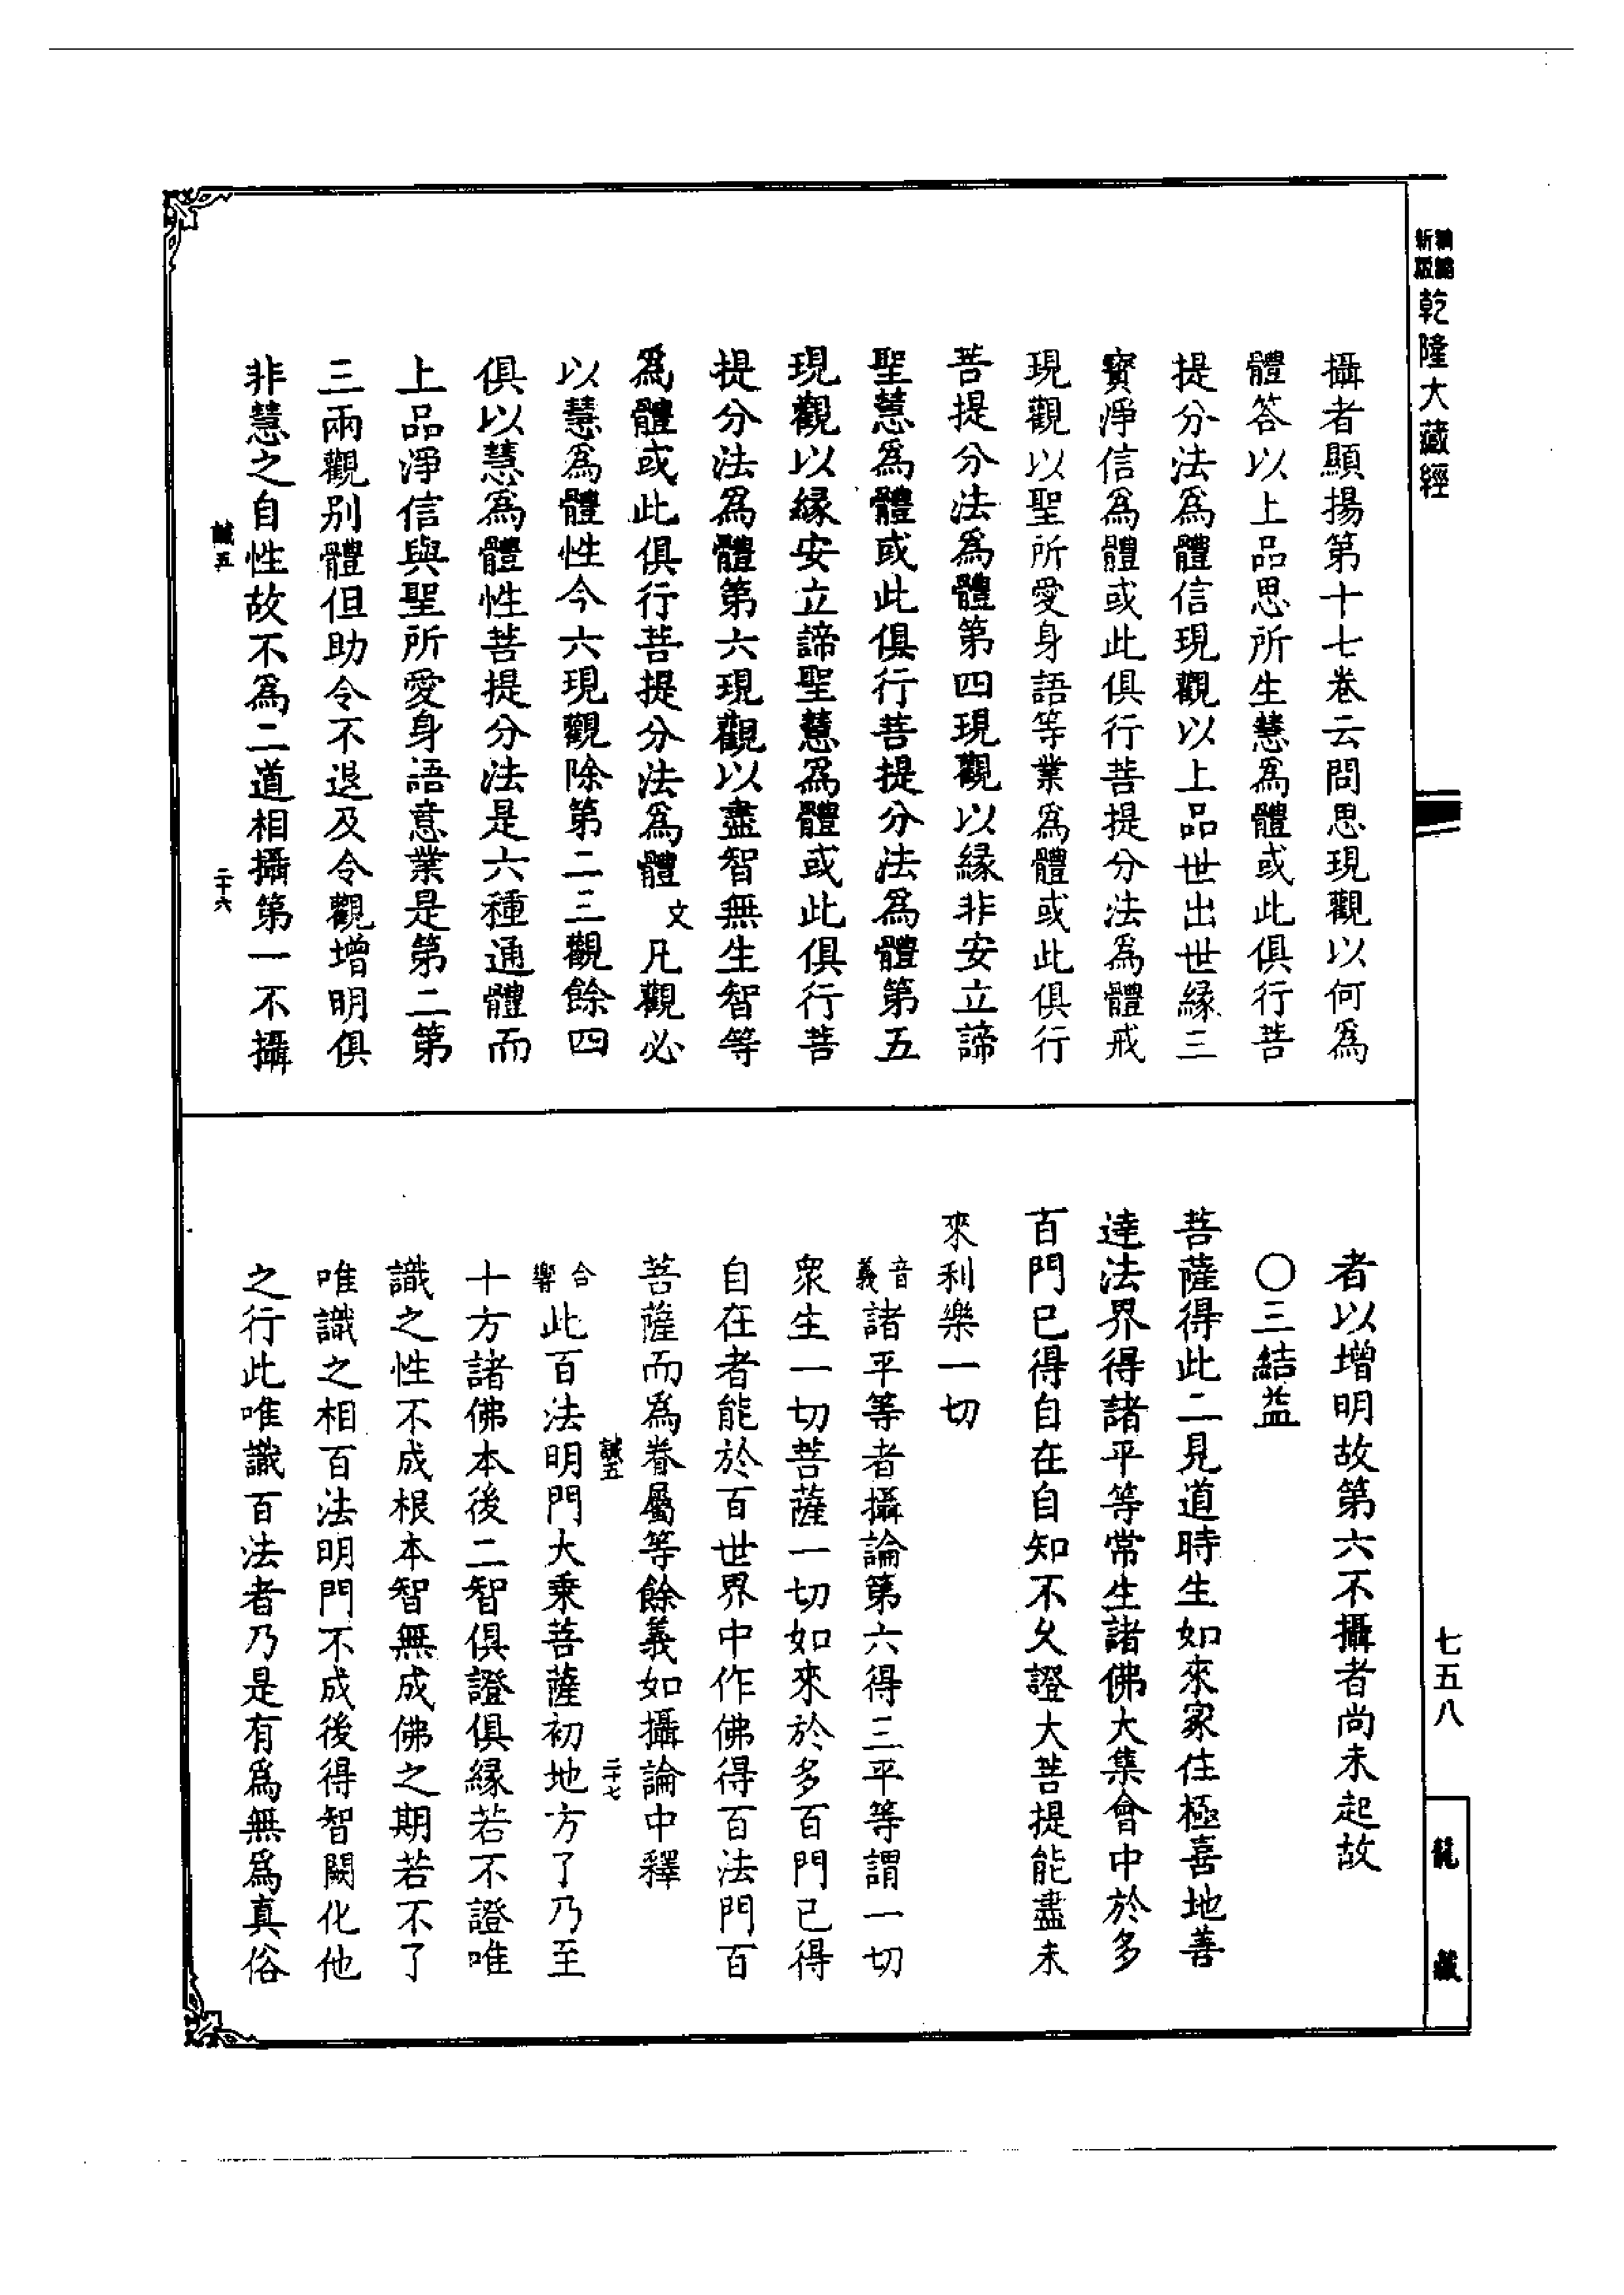 新版 精編 乾隆大藏經
攝者顯揚第十七卷云問思現觀以何爲
體答以上品思所生慧爲體或此俱行菩
提分法爲體信現觀以上品世出世緣三
寶淨信爲體或此俱行菩提分法爲體戒
現觀以聖所愛身語等業爲體或此俱行
菩提分法爲體第四現觀以緣非安立諦
聖慧爲體或此俱行菩提分法爲體第五
現觀以緣安立諦聖慧爲體或此俱行菩
提分法爲體第六現觀以盡智無生智等
爲體或此俱行菩提分法爲體文凡觀必
以慧爲體性今六現觀除第二三觀餘四
俱以慧爲體性菩提分法是六種通體而
上品淨信與聖所愛身語意業是第二第
三兩觀別體但助令不退及令觀增明俱
非慧之自性故不爲二道相攝第一不攝
誠五 二十六
者以增明故第六不攝者尚未起故
○三結益
菩薩得此二見道時生如來家住極喜地善
達法界得諸平等常生諸佛大集會中於多
百門已得自在自知不久證大菩提能盡未
來利樂一切
音義諸平等者攝論第六得三平等謂一切
衆生一切菩薩一切如來於多百門已得
自在者能於百世界中作佛得百法門百
菩薩而爲眷屬等餘義如攝論中釋
誠五 二十七
合響此百法明門大乘菩薩初地方了乃至
十方諸佛本後二智俱證俱緣若不證唯
識之性不成根本智無成佛之期若不了
唯識之相百法明門不成後得智闕化他
之行此唯識百法者乃是有爲無爲真俗
七五八
龍藏